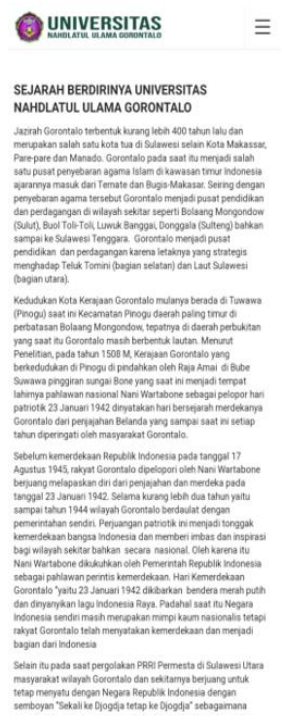 UNIVERSITAS
NAHDLATUL ULAMA GORONTALO
SEJARAH BERDIRINYA UNIVERSITAS
NAHDLATUL ULAMA GORONTALO
Jazirah Gorontalo terbentuk kurang lebih 400 tahun lalu dan
merupakan salah satu kota tua di Sulawesi selain Kota Makassar,
Pare-pare dan Manado. Gorontalo pada saat itu menjadi salah
satu pusat penyebaran agama Islam di kawasan timur Indonesia
ajarannya masuk dari Ternate dan Bugis-Makasar. Seiring dengan
penyebaran agama tersebut Gorontalo menjadi pusat pendidikan
dan perdagangan di wilayah sekitar seperti Bolaang Mongondow
(Sulut), Buol Toli-Toli, Luwuk Banggai, Donggala (Sulteng) bahkan
sampai ke Sulawesi Tenggara. Gorontalo menjadi pusat
pendidikan dan perdagangan karena letaknya yang strategis
menghadap Teluk Tomini (bagian selatan) dan Laut Sulawesi
(bagian utara).
Kedudukan Kota Kerajaan Gorontalo mulanya berada di Tuwawa
(Pinogu) saat ini Kecamatan Pinogu daerah paling timur di
perbatasan Bolaang Mongondow, tepatnya di daerah perbukitan
yang saat itu Gorontalo masih berbentuk lautan. Menurut
Penelitian, pada tahun 1508 M, Kerajaan Gorontalo yang
berkedudukan di Pinogu di pindahkan oleh Raja Amai di Bube
Suwawa pinggiran sungai Bone yang saat ini menjadi tempat
lahirnya pahlawan nasional Nani Wartabone sebagai pelopor hari
patriotik 23 Januari 1942 dinyatakan hari bersejarah merdekanya
Gorontalo dari penjajahan Belanda yang sampai saat ini setiap
tahun diperingati oleh masyarakat Gorontalo.
Sebelum kemerdekaan Republik Indonesia pada tanggal 17
Agustus 1945, rakyat Gorontalo dipelopori oleh Nani Wartabone
berjuang melapaskan diri dari penjajahan dan merdeka pada
tanggal 23 Januari 1942. Selama kurang lebih dua tahun yaitu
sampai tahun 1944 wilayah Gorontalo berdaulat dengan
pemerintahan sendiri. Perjuangan patriotik ini menjadi tonggak
kemerdekaan bangsa Indonesia dan memberi imbas dan inspirasi
bagi wilayah sekitar bahkan secara nasional. Oleh karena itu
Nani Wartabone dikukuhkan oleh Pemerintah Republik Indonesia
sebagai pahlawan perintis kemerdekaan. Hari Kemerdekaan
Gorontalo "yaitu 23 Januari 1942 dikibarkan bendera merah putih
dan dinyanyikan lagu Indonesia Raya. Padahal saat itu Negara
Indonesia sendiri masih merupakan mimpi kaum nasionalis tetapi
rakyat Gorontalo telah menyatakan kemerdekaan dan menjadi
bagian dari Indonesia
Selain itu pada saat pergolakan PRRI Permesta di Sulawesi Utara
masyarakat wilayah Gorontalo dan sekitarnya berjuang untuk
tetap menyatu dengan Negara Republik Indonesia dengan
semboyan "Sekali ke Djogdja tetap ke Djogdja" sebagaimana